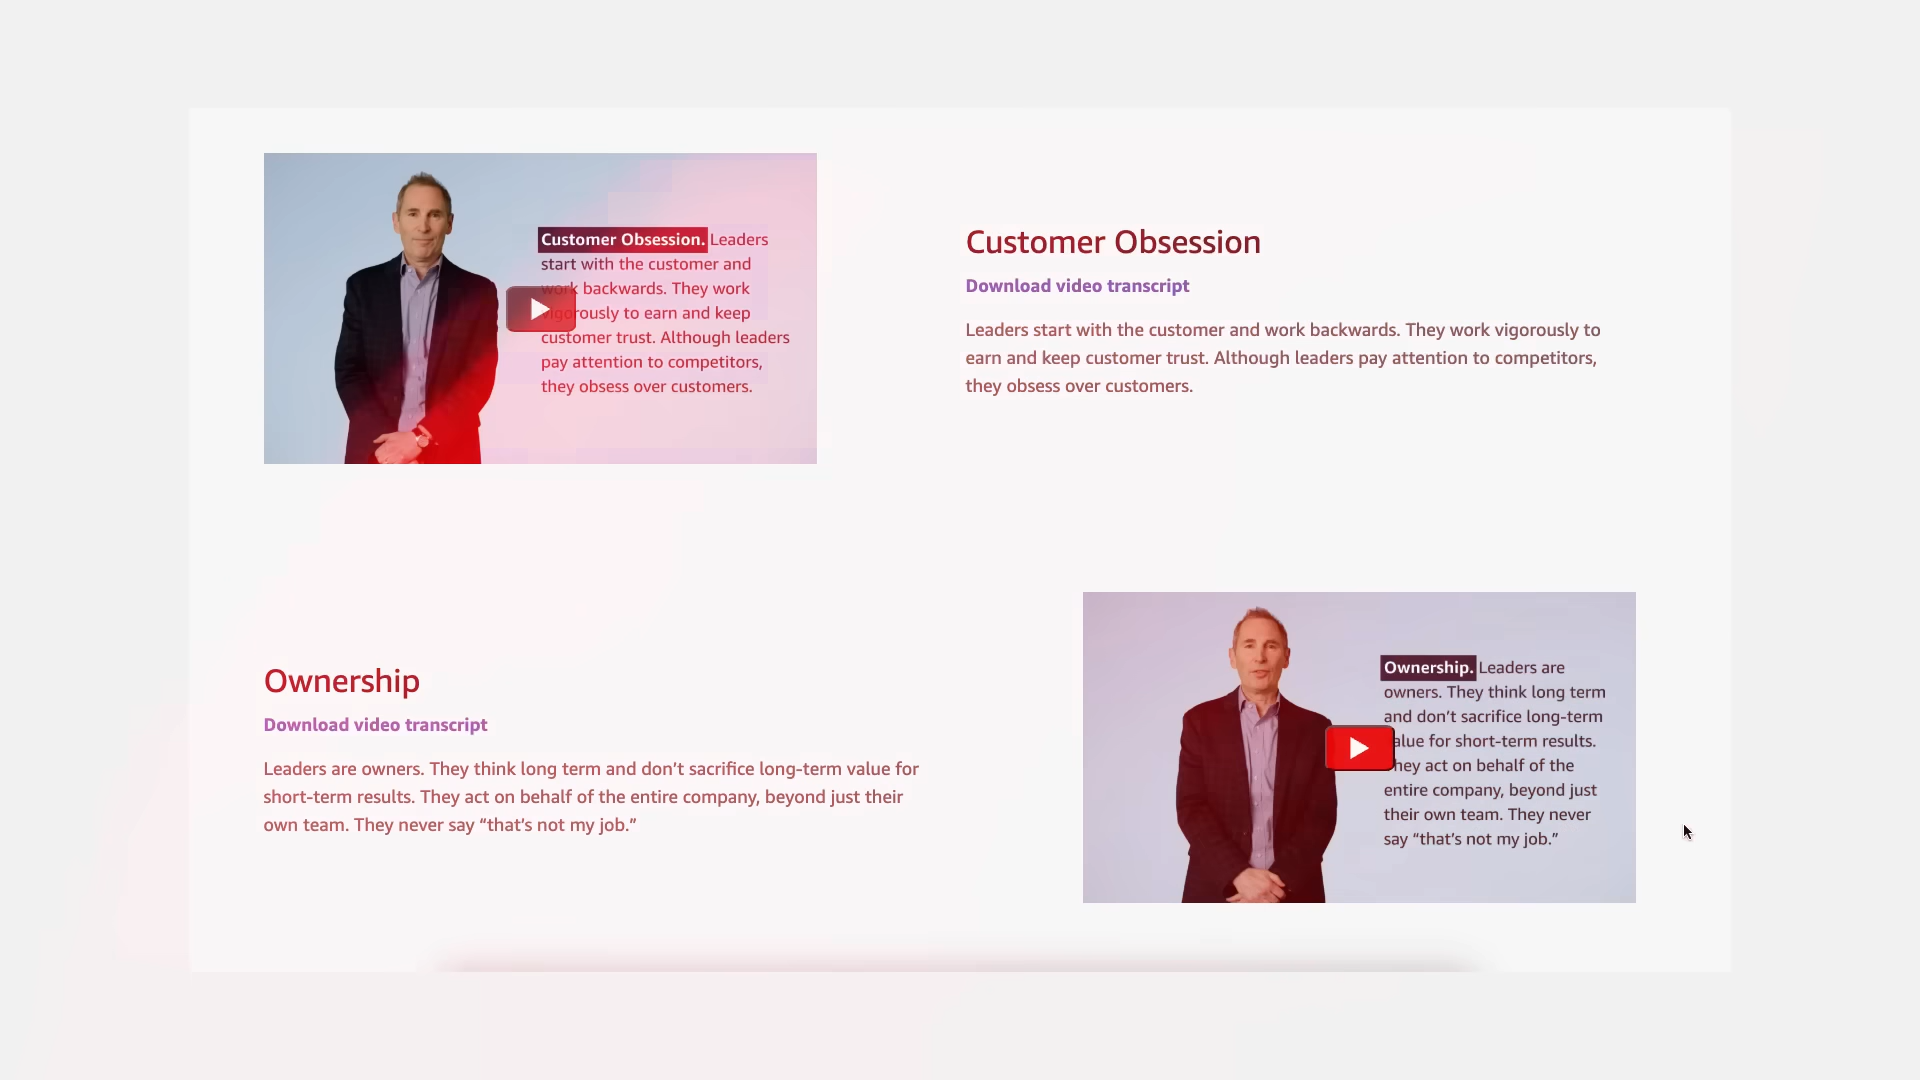 Customer Obsession. Leaders
start with the customer and
work backwards. They work
vigorously to earn and keep
customer trust. Although leaders
pay attention to competitors,
they obsess over customers.
Customer Obsession
Download video transcript
Leaders start with the customer and work backwards. They work vigorously to
earn and keep customer trust. Although leaders pay attention to competitors,
they obsess over customers.
Ownership
Download video transcript
Leaders are owners. They think long term and don’t sacrifice long-term value for
short-term results. They act on behalf of the entire company, beyond just their
own team. They never say “that’s not my job.”
Ownership. Leaders are
owners. They think long term
and don’t sacrifice long-term
value for short-term results.
They act on behalf of the
entire company, beyond just
their own team. They never
say “that’s not my job.”